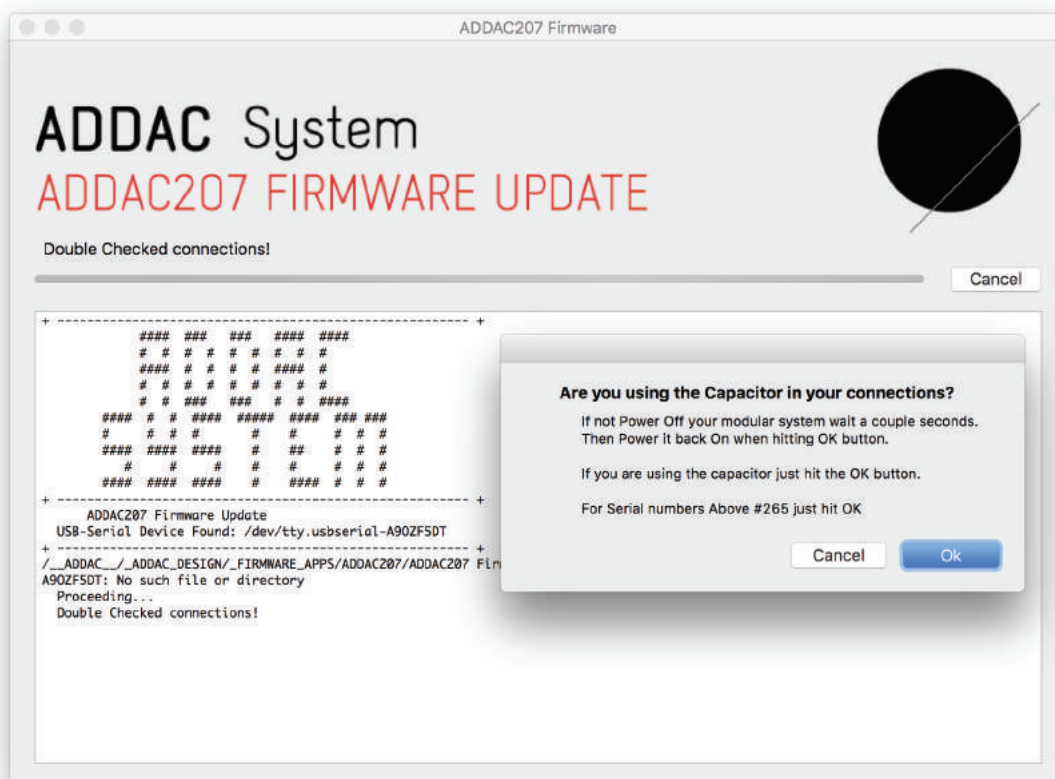 ADDAC207 Firmware
ADDAC System
ADDAC207 FIRMWARE UPDATE
Double Checked connections!
Cancel
+ ------------------------------------------------------- +
ADDAC
SYSTEM
+ ------------------------------------------------------- +
ADDAC207 Firmware Update
USB-Serial Device Found: /dev/tty.usbserial-A9OZF5DT
+ ------------------------------------------------------- +
/__ADDAC__/_ADDAC_DESIGN/_FIRMWARE_APPS/ADDAC207/ADDAC207 Fir
A9OZF5DT: No such file or directory
Proceeding...
Double Checked connections!
Are you using the Capacitor in your connections?
If not Power Off your modular system wait a couple seconds.
Then Power it back On when hitting OK button.
If you are using the capacitor just hit the OK button.
For Serial numbers Above #265 just hit OK
Cancel
Ok